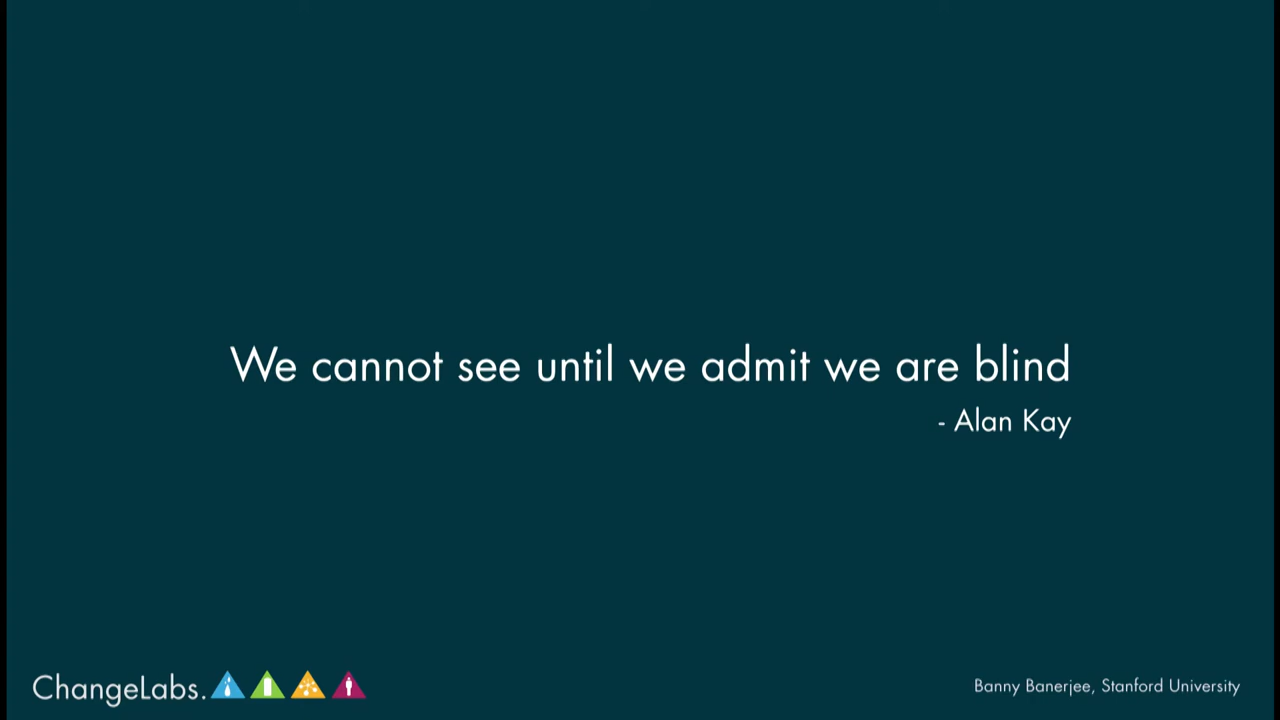 We cannot see until we admit we are blind
- Alan Kay
ChangeLabs.
Banny Banerjee, Stanford University